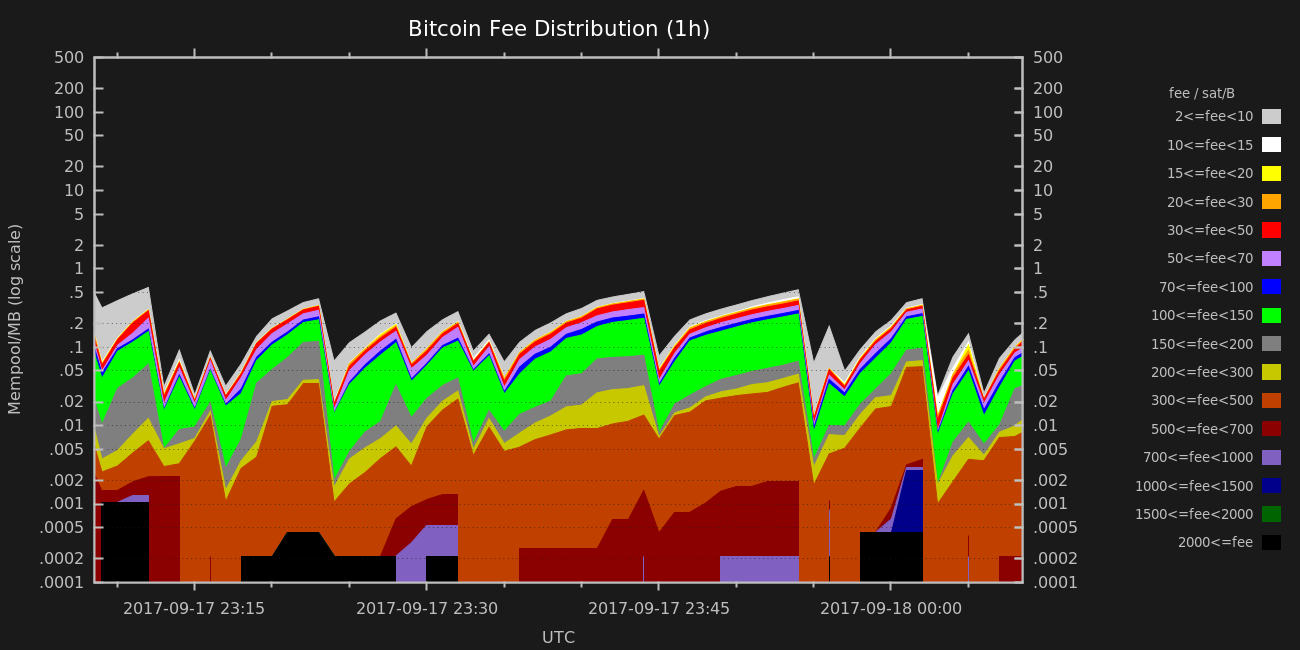 Bitcoin Fee Distribution (1h)
Mempool/MB (log scale)
500
200
100
50
20
10
5
2
1
.5
.2
.1
.05
.02
.01
.005
.002
.001
.0005
.0002
.0001
500
200
100
50
20
10
5
2
1
.5
.2
.1
.05
.02
.01
.005
.002
.001
.0005
.0002
.0001
2017-09-17 23:15
2017-09-17 23:30
2017-09-17 23:45
2017-09-18 00:00
UTC
fee / sat/B
2<=fee<10
10<=fee<15
15<=fee<20
20<=fee<30
30<=fee<50
50<=fee<70
70<=fee<100
100<=fee<150
150<=fee<200
200<=fee<300
300<=fee<500
500<=fee<700
700<=fee<1000
1000<=fee<1500
1500<=fee<2000
2000<=fee